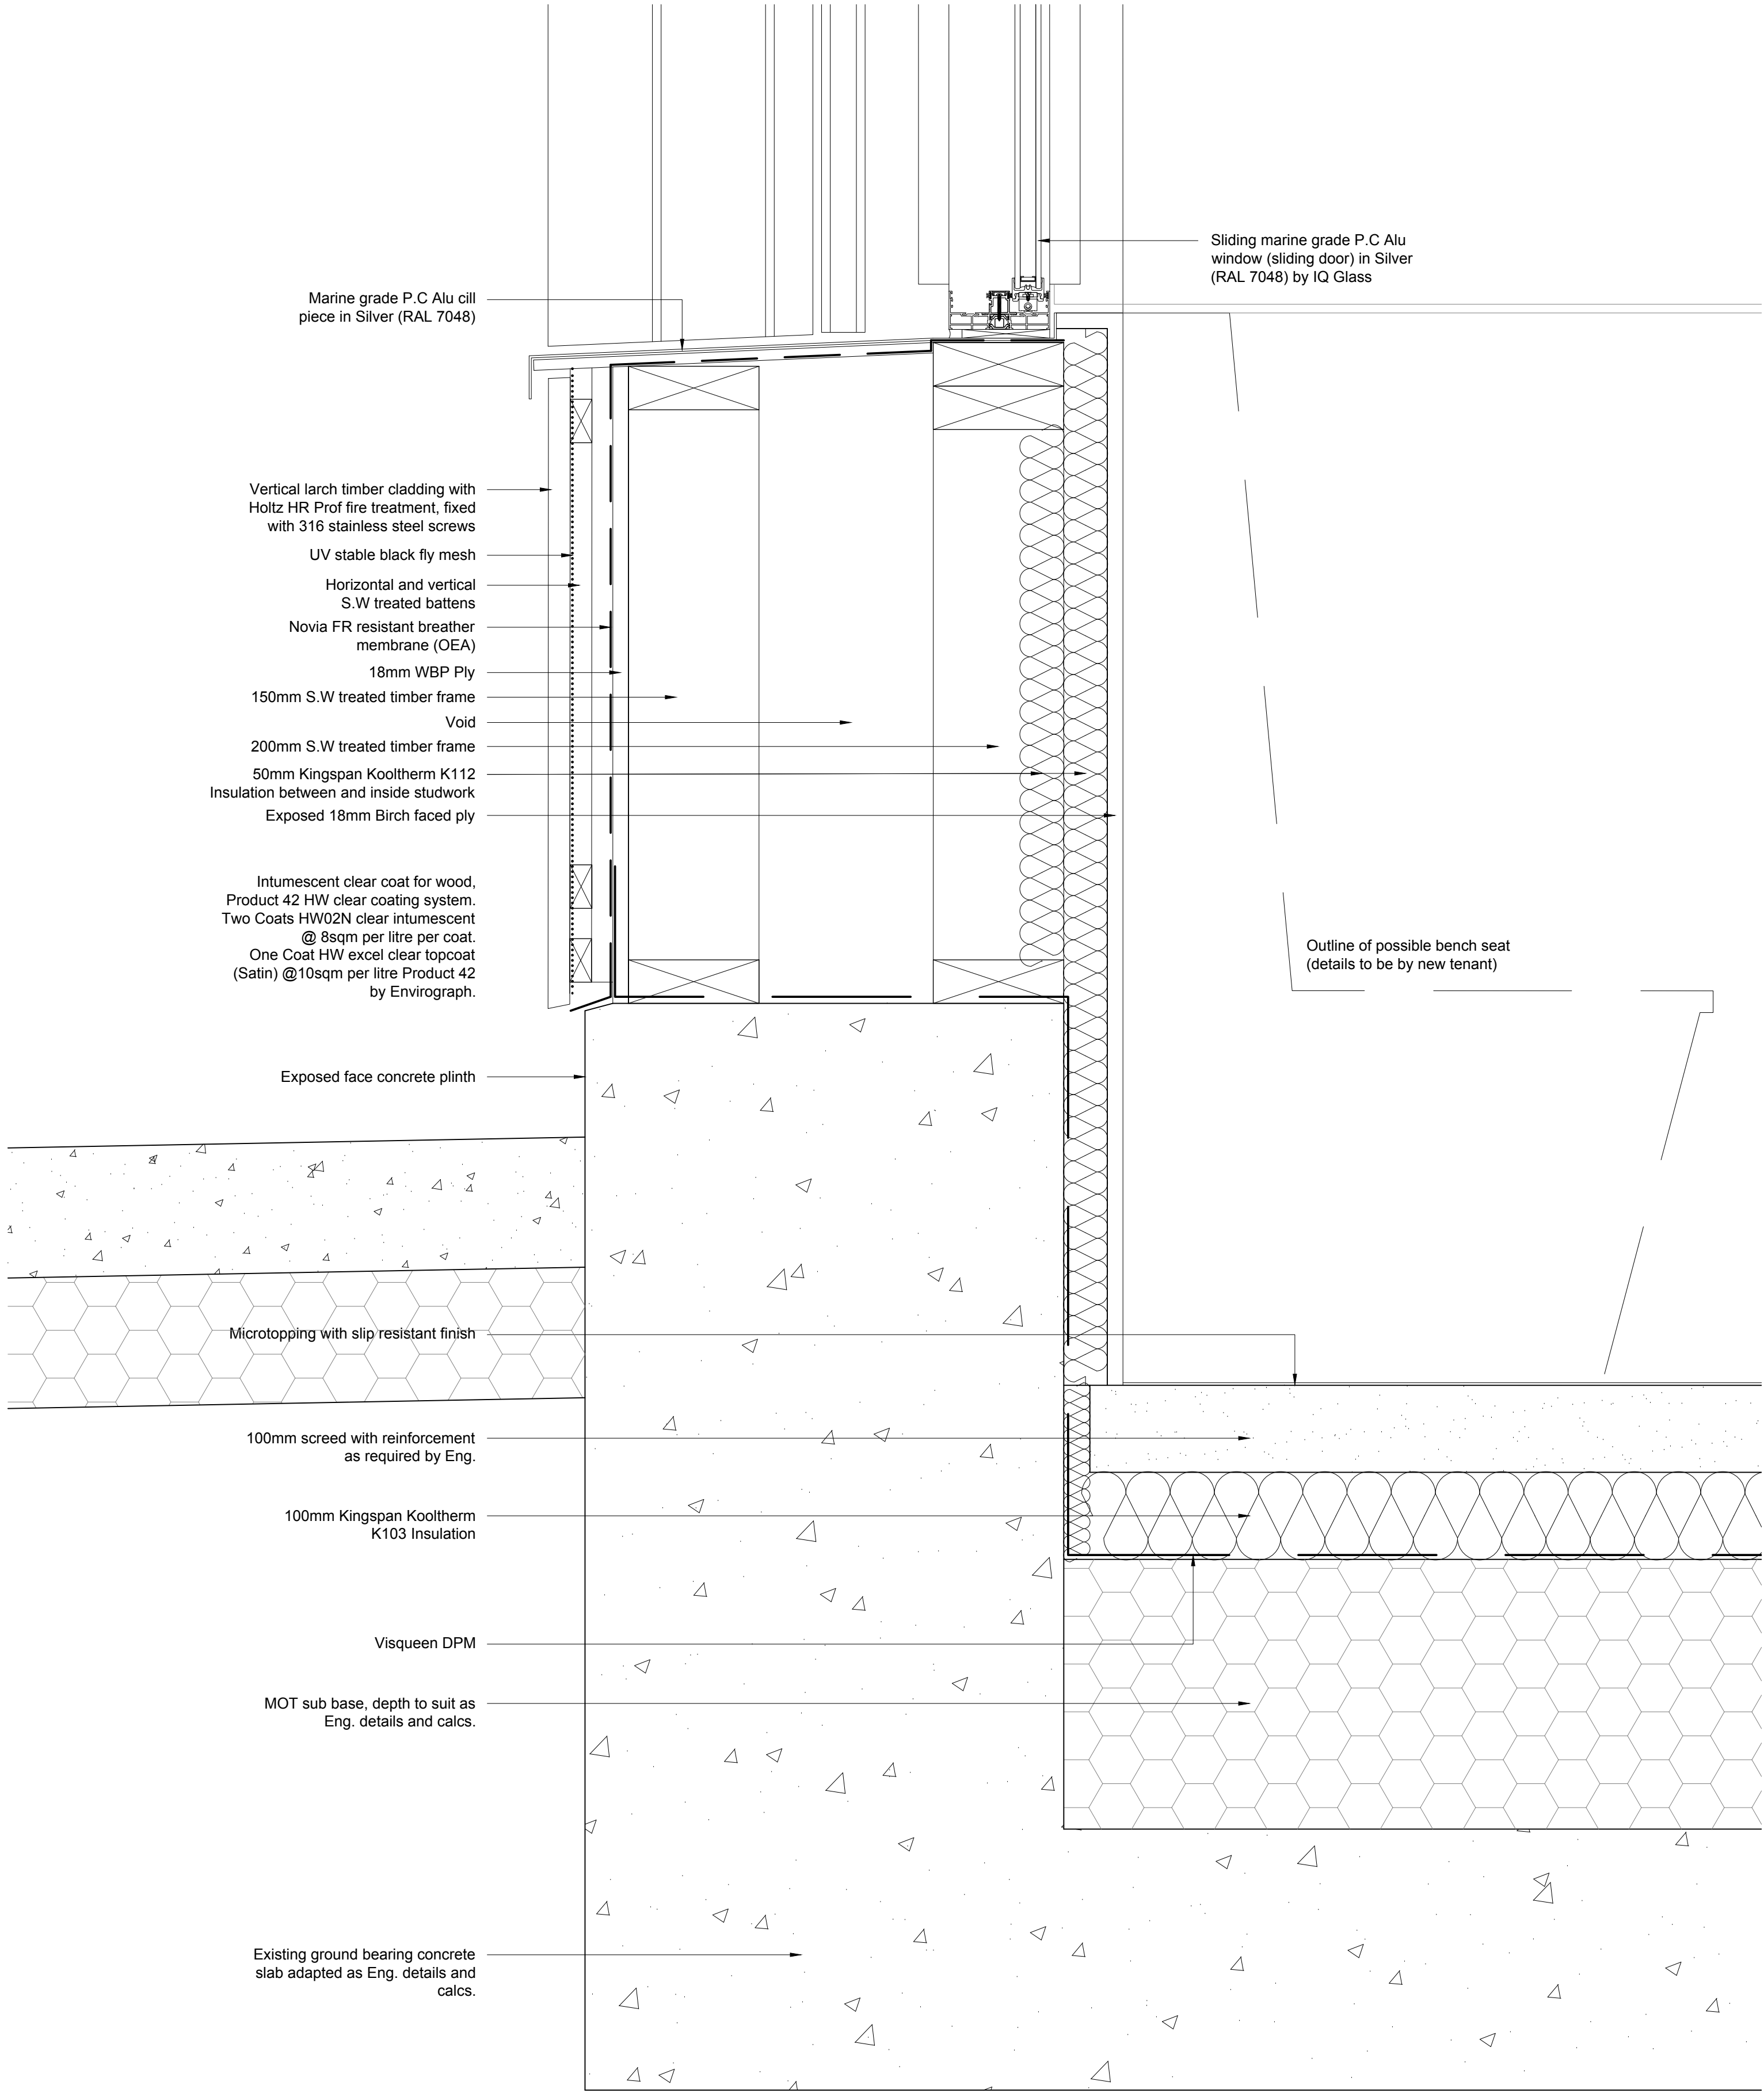 Sliding marine grade P.C Alu
window (sliding door) in Silver
(RAL 7048) by IQ Glass
Marine grade P.C Alu cill
piece in Silver (RAL 7048)
Vertical larch timber cladding with
Holtz HR Prof fire treatment, fixed
with 316 stainless steel screws
UV stable black fly mesh
Horizontal and vertical
S.W treated battens
Novia FR resistant breather
membrane (OEA)
18mm WBP Ply
150mm S.W treated timber frame
Void
200mm S.W treated timber frame
50mm Kingspan Kooltherm K112
Insulation between and inside studwork
Exposed 18mm Birch faced ply
Intumescent clear coat for wood,
Product 42 HW clear coating system.
Two Coats HW02N clear intumescent
@ 8sqm per litre per coat.
One Coat HW excel clear topcoat
(Satin) @10sqm per litre Product 42
by Envirograph.
Outline of possible bench seat
(details to be by new tenant)
Exposed face concrete plinth
Microtopping with slip resistant finish
100mm screed with reinforcement
as required by Eng.
100mm Kingspan Kooltherm
K103 Insulation
Visqueen DPM
MOT sub base, depth to suit as
Eng. details and calcs.
Existing ground bearing concrete
slab adapted as Eng. details and
calcs.